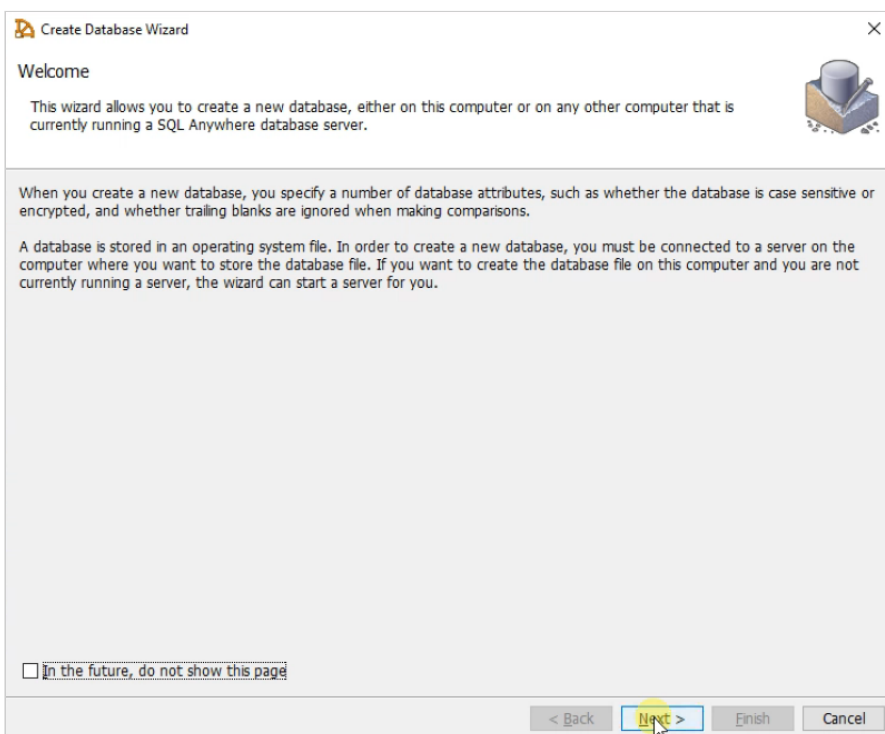 Create Database Wizard
Welcome
This wizard allows you to create a new database, either on this computer or on any other computer that is
currently running a SQL Anywhere database server.
When you create a new database, you specify a number of database attributes, such as whether the database is case sensitive or
encrypted, and whether trailing blanks are ignored when making comparisons.
A database is stored in an operating system file. In order to create a new database, you must be connected to a server on the
computer where you want to store the database file. If you want to create the database file on this computer and you are not
currently running a server, the wizard can start a server for you.
In the future, do not show this page
< Back Next > Finish Cancel